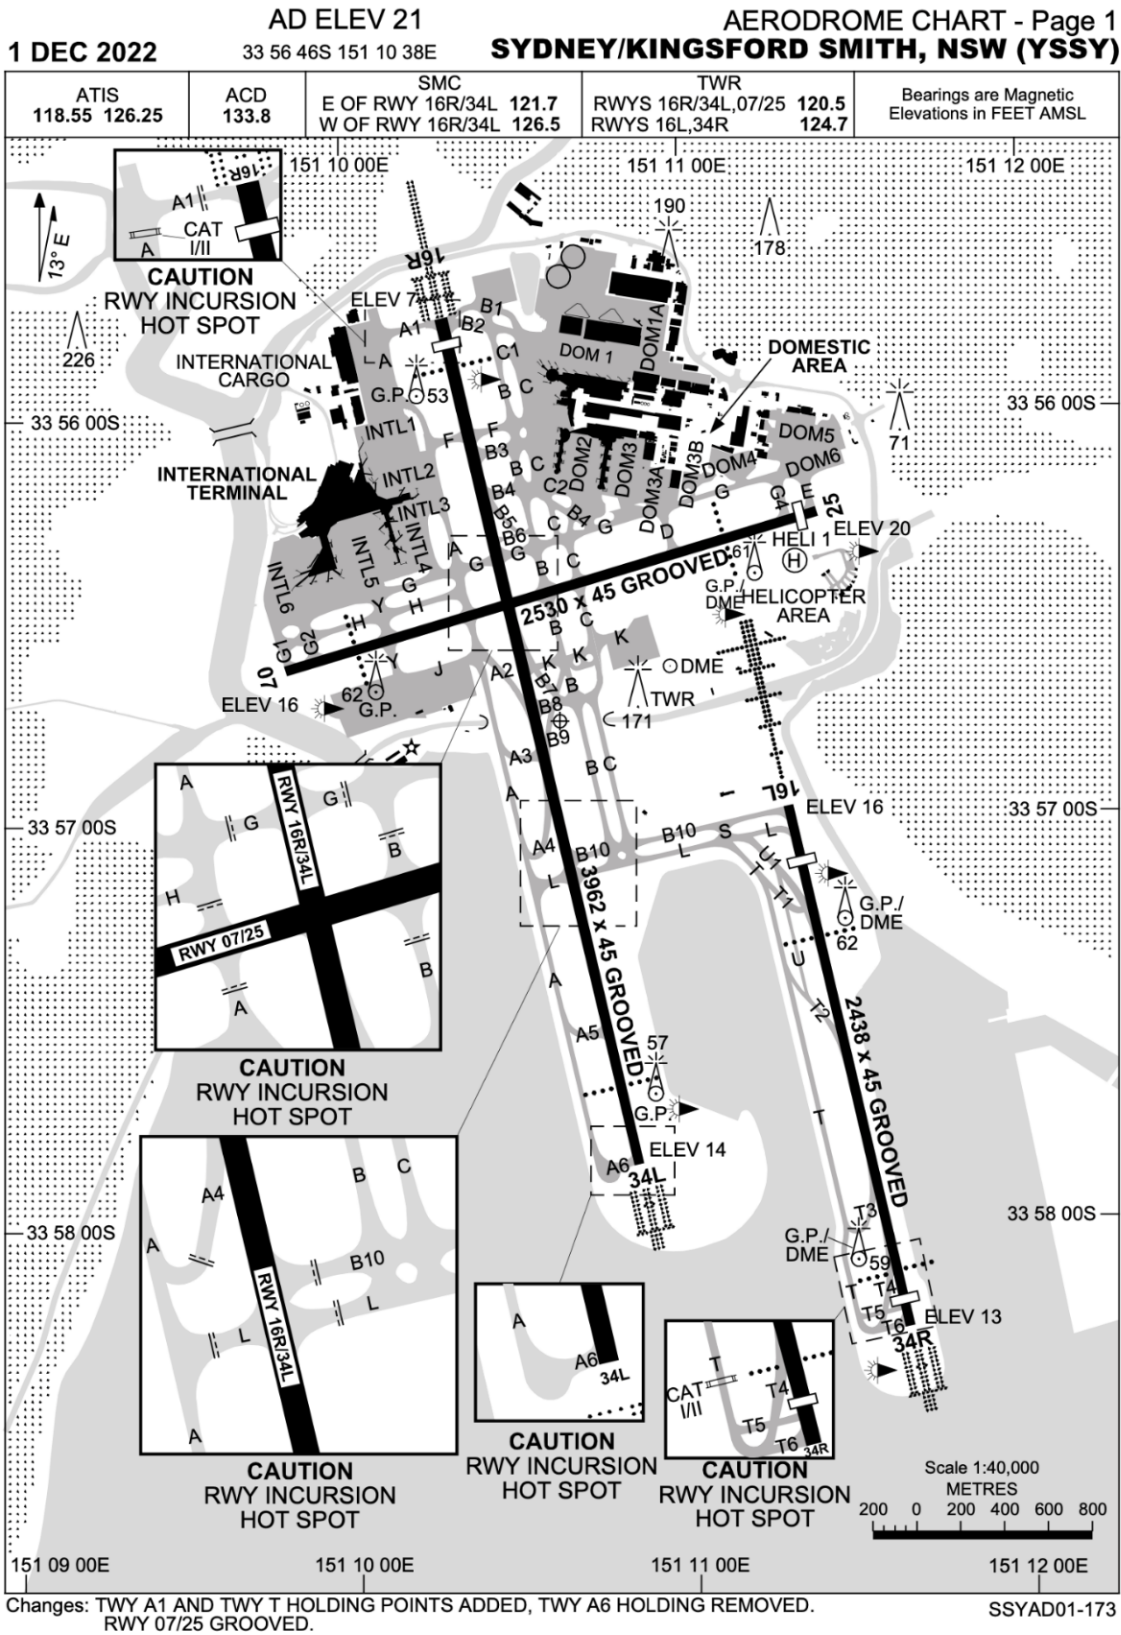 AD ELEV 21
AERODROME CHART - Page 1
1 DEC 2022
33 56 46S 151 10 38E
SYDNEY/KINGSFORD SMITH, NSW (YSSY)
ATIS
118.55 126.25
ACD
133.8
SMC
E OF RWY 16R/34L 121.7
W OF RWY 16R/34L 126.5
TWR
RWYS 16R/34L,07/25 120.5
RWYS 16L,34R 124.7
Bearings are Magnetic
Elevations in FEET AMSL
151 10 00E
151 11 00E
151 12 00E
16R
A1
CAT
I/II
A
13° E
CAUTION
RWY INCURSION
HOT SPOT
226
190
178
71
16R
ELEV 7
A1
B1
B2
C1
A
G.P.
53
B
C
INTERNATIONAL
CARGO
DOM 1
DOM1A
DOMESTIC
AREA
33 56 00S
33 56 00S
INTL1
F
F
B3
B
C
DOM2
DOM3
DOM3A
DOM3B
DOM4
DOM5
DOM6
INTERNATIONAL
TERMINAL
INTL2
INTL3
INTL4
INTL5
INTL6
B4
C2
B5
B6
C
B4
G
D
G
G4
E
25
ELEV 20
A
G
G
B
C
61
HELI 1
H
G.P./
DME
HELICOPTER
AREA
G
Y
H
H
2530 x 45 GROOVED
B
C
K
G1
G2
07
Y
J
A2
K
K
DME
ELEV 16
62
G.P.
B7
B
B8
B9
TWR
171
A3
B
C
A
16L
ELEV 16
33 57 00S
33 57 00S
A
RWY 16R/34L
G
G
B
H
RWY 07/25
B
A
CAUTION
RWY INCURSION
HOT SPOT
A4
B10
L
B10
L
S
L
U1
T
T1
G.P./
DME
62
3962 x 45 GROOVED
U
A
T2
2438 x 45 GROOVED
A5
57
G.P.
T
ELEV 14
A6
34L
A4
B
C
A
B10
L
L
RWY 16R/34L
A
CAUTION
RWY INCURSION
HOT SPOT
33 58 00S
33 58 00S
T3
G.P./
DME
59
T
T4
T5
T6
ELEV 13
34R
A
A6
34L
CAUTION
RWY INCURSION
HOT SPOT
T
CAT
I/II
T4
T5
T6
34R
CAUTION
RWY INCURSION
HOT SPOT
Scale 1:40,000
METRES
200 0 200 400 600 800
151 09 00E
151 10 00E
151 11 00E
151 12 00E
Changes: TWY A1 AND TWY T HOLDING POINTS ADDED, TWY A6 HOLDING REMOVED.
RWY 07/25 GROOVED.
SSYAD01-173